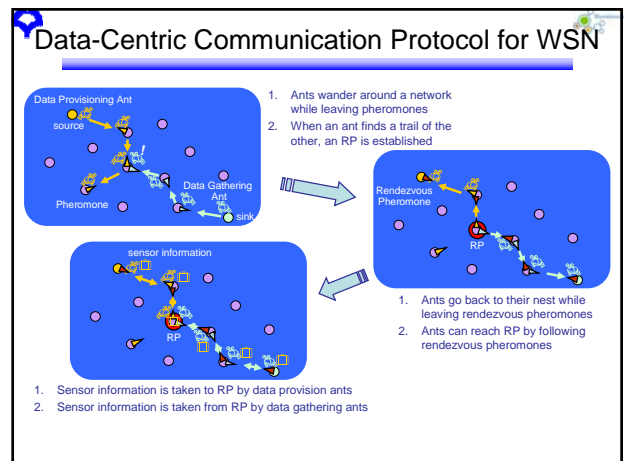 Data-Centric Communication Protocol for WSN
Data Provisioning Ant
source
!
Pheromone
Data Gathering
Ant
sink
1. Ants wander around a network
while leaving pheromones
2. When an ant finds a trail of the
other, an RP is established
Rendezvous
Pheromone
RP
1. Ants go back to their nest while
leaving rendezvous pheromones
2. Ants can reach RP by following
rendezvous pheromones
sensor information
RP
1. Sensor information is taken to RP by data provision ants
2. Sensor information is taken from RP by data gathering ants